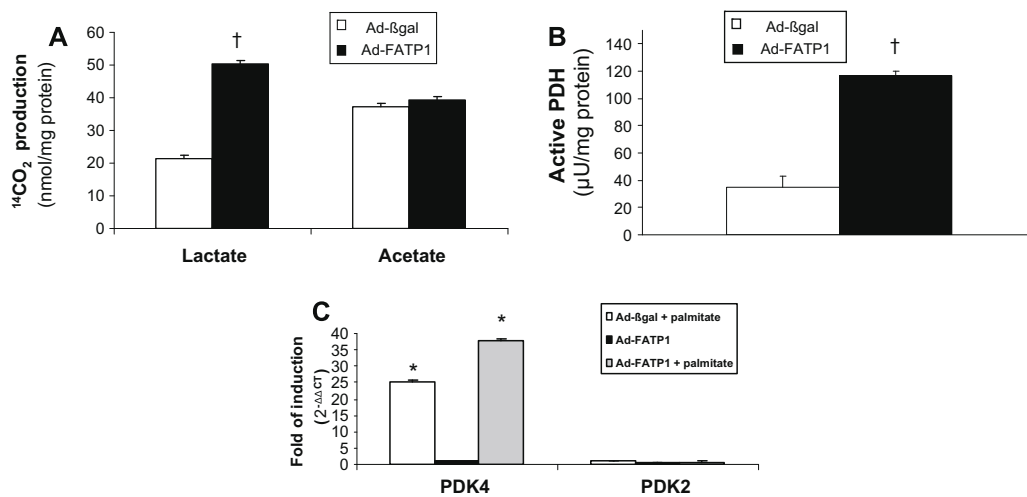 A
Ad-ßgal
Ad-FATP1
¹⁴CO₂ production
(nmol/mg protein)
60
50
40
30
20
10
0
†
Lactate
Acetate
B
Ad-ßgal
Ad-FATP1
Active PDH
(µU/mg protein)
120
100
80
60
40
20
0
†
C
Ad-ßgal + palmitate
Ad-FATP1
Ad-FATP1 + palmitate
Fold of induction
(2-ΔΔCT)
40
35
30
25
20
15
10
5
0
*
*
PDK4
PDK2